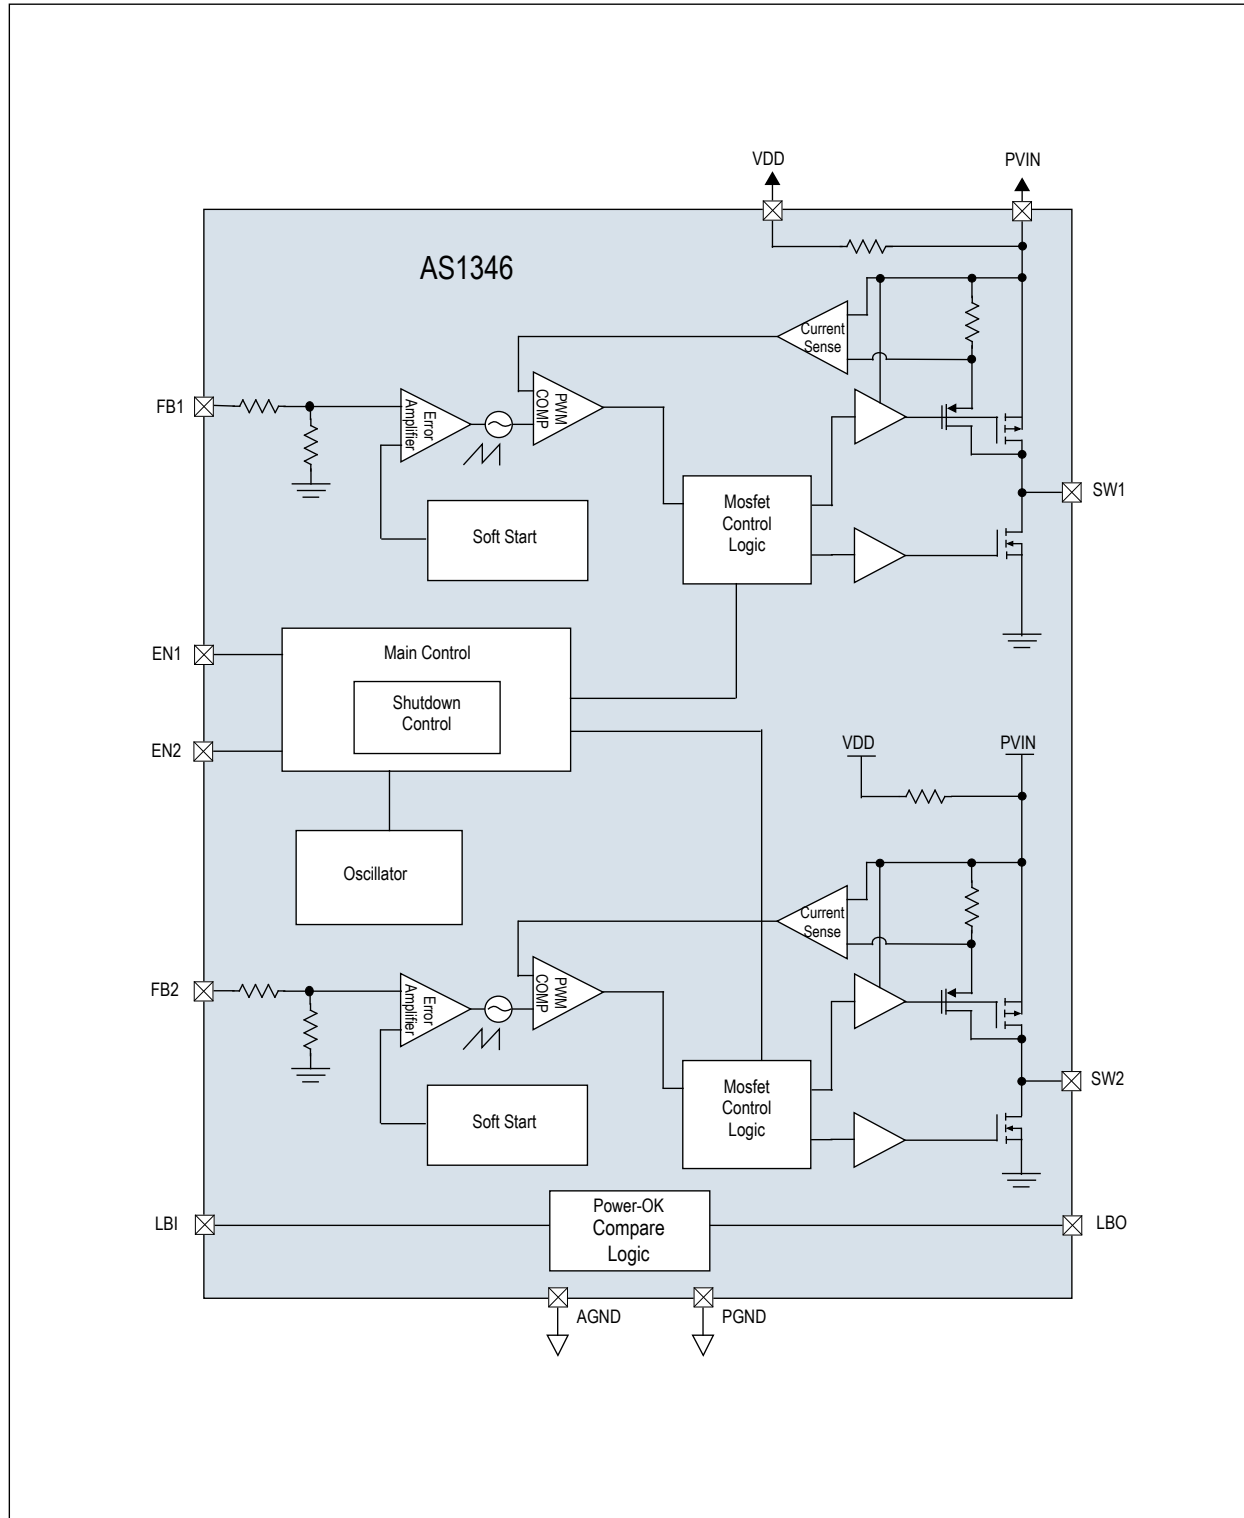 VDD
PVIN
AS1346
Current
Sense
FB1
Error
Amplifier
PWM
COMP
SW1
Mosfet
Control
Logic
Soft Start
EN1
Main Control
Shutdown
Control
EN2
VDD
PVIN
Oscillator
Current
Sense
FB2
Error
Amplifier
PWM
COMP
SW2
Mosfet
Control
Logic
Soft Start
LBI
Power-OK
Compare
Logic
LBO
AGND
PGND